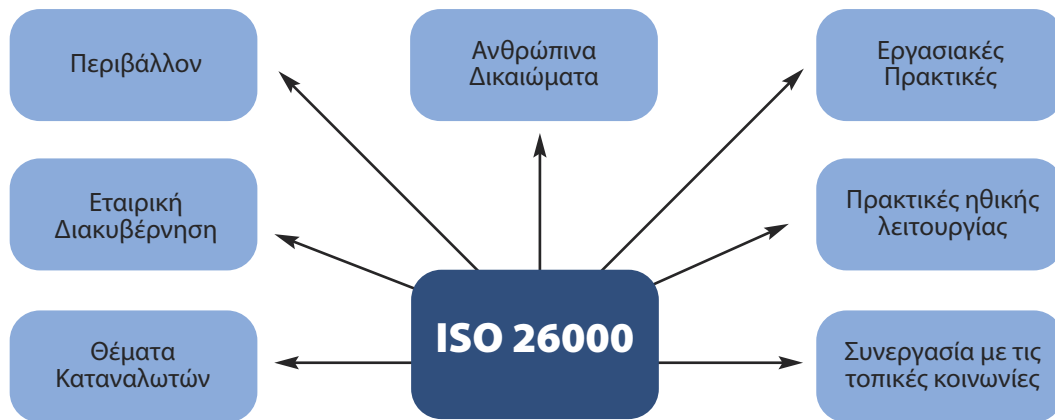 Περιβάλλον
Ανθρώπινα
Δικαιώματα
Εργασιακές
Πρακτικές
Εταιρική
Διακυβέρνηση
Πρακτικές ηθικής
λειτουργίας
Θέματα
Καταναλωτών
ISO 26000
Συνεργασία με τις
τοπικές κοινωνίες